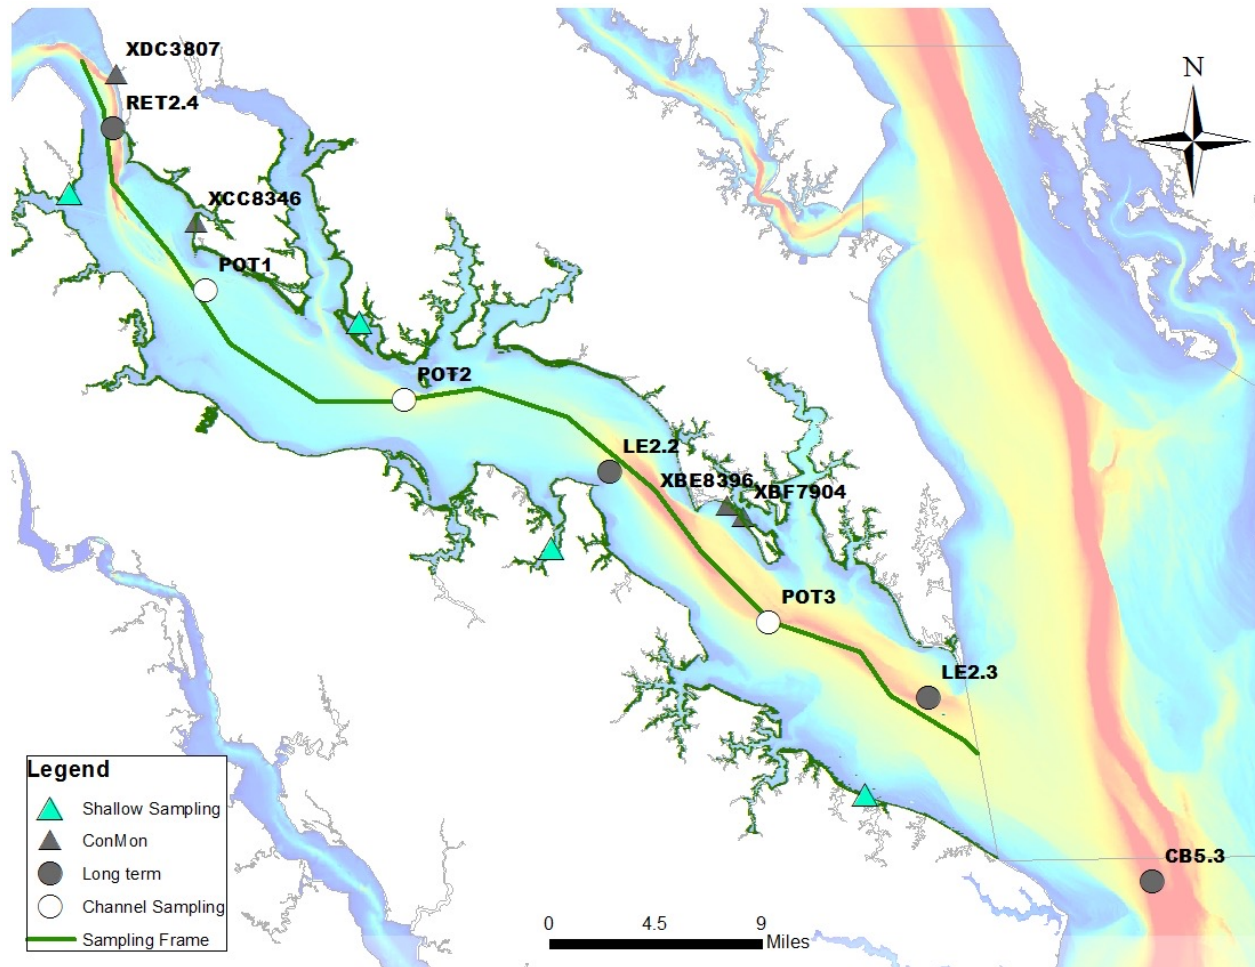 XDC3807
N
RET2.4
XCC8346
POT1
POT2
LE2.2
XBE8396
XBF7904
POT3
LE2.3
CB5.3
Legend
Shallow Sampling
ConMon
Long term
Channel Sampling
Sampling Frame
0 4.5 9
Miles